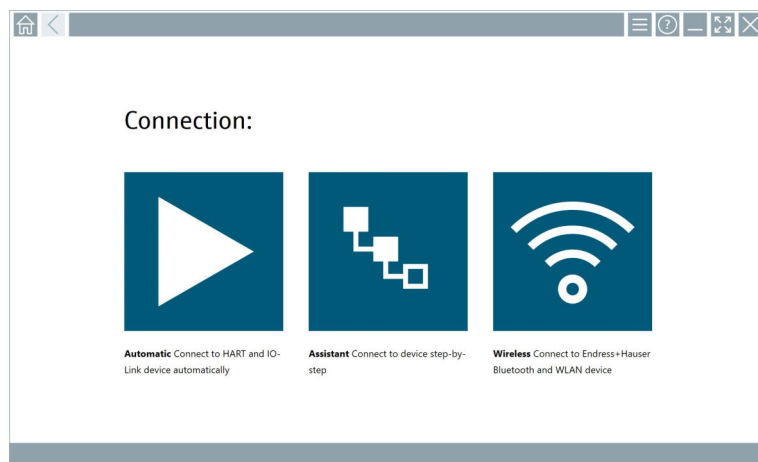 Connection:
Automatic Connect to HART and IO-
Link device automatically
Assistant Connect to device step-by-
step
Wireless Connect to Endress+Hauser
Bluetooth and WLAN device